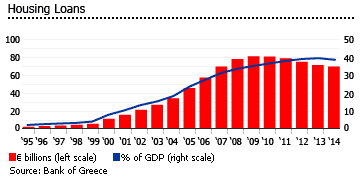 Housing Loans
100 50
80 40
60 30
40 20
20 10
0 0
'95 '96 '97 '98 '99 '00 '01 '02 '03 '04 '05 '06 '07 '08 '09 '10 '11 '12 '13 '14
€ billions (left scale) % of GDP (right scale)
Source: Bank of Greece